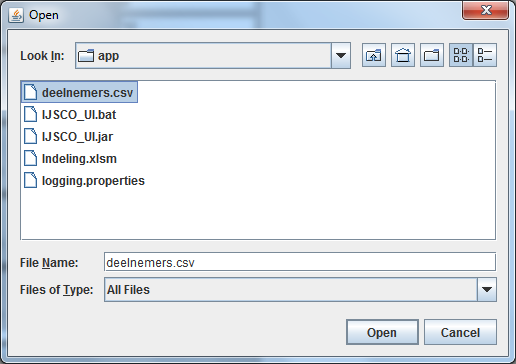 Open
Look In: app
deelnemers.csv
IJSCO_UI.bat
IJSCO_UI.jar
Indeling.xlsm
logging.properties
File Name: deelnemers.csv
Files of Type: All Files
Open Cancel